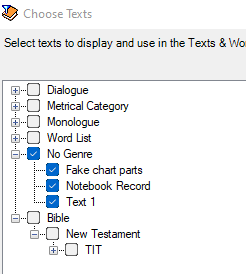 Choose Texts
Select texts to display and use in the Texts & Wo
Dialogue
Metrical Category
Monologue
Word List
No Genre
Fake chart parts
Notebook Record
Text 1
Bible
New Testament
TIT